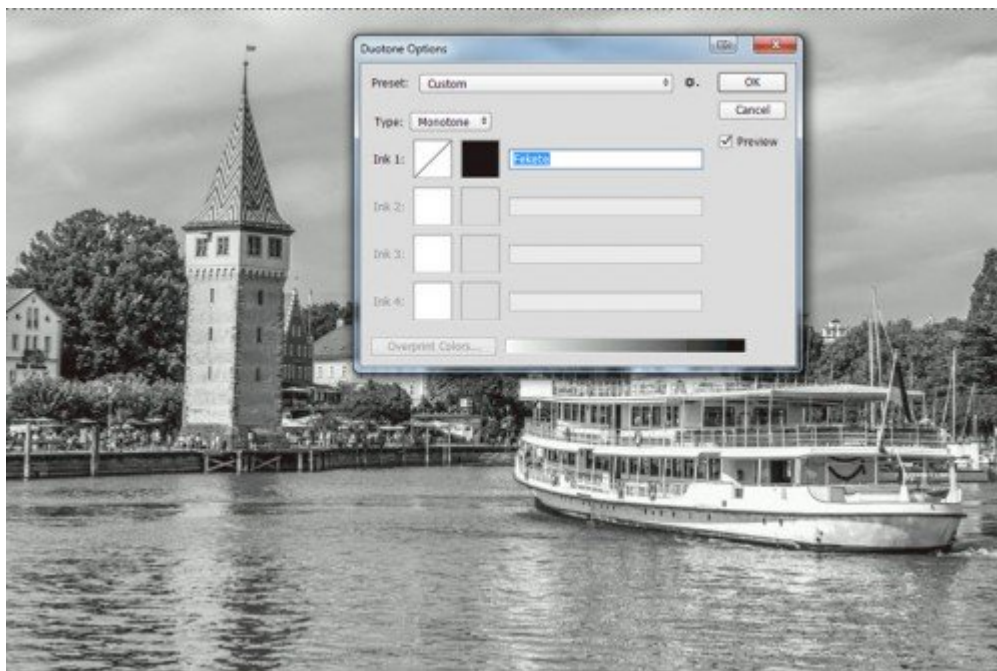 Duotone Options
Preset: Custom
OK
Cancel
Type: Monotone
Preview
Ink 1: Fekete
Ink 2:
Ink 3:
Ink 4:
Overprint Colors...